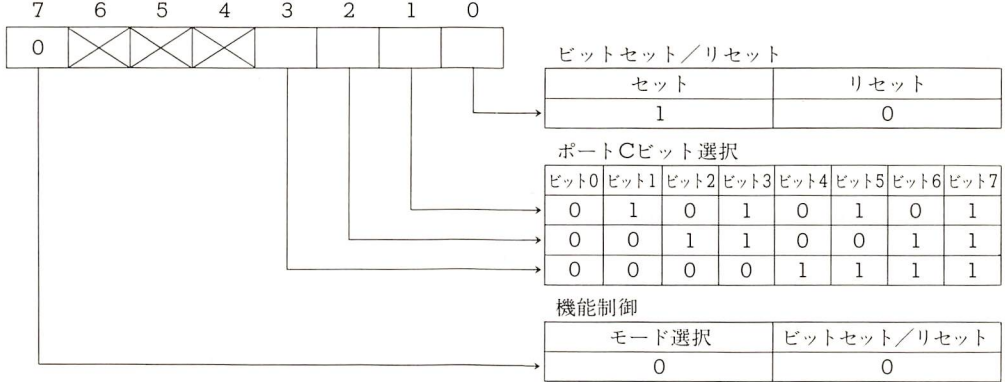 7 6 5 4 3 2 1 0
0
ビットセット／リセット
セット リセット
1 0
ポートCビット選択
ビット0 ビット1 ビット2 ビット3 ビット4 ビット5 ビット6 ビット7
0 1 0 1 0 1 0 1
0 0 1 1 0 0 1 1
0 0 0 0 1 1 1 1
機能制御
モード選択 ビットセット／リセット
0 0